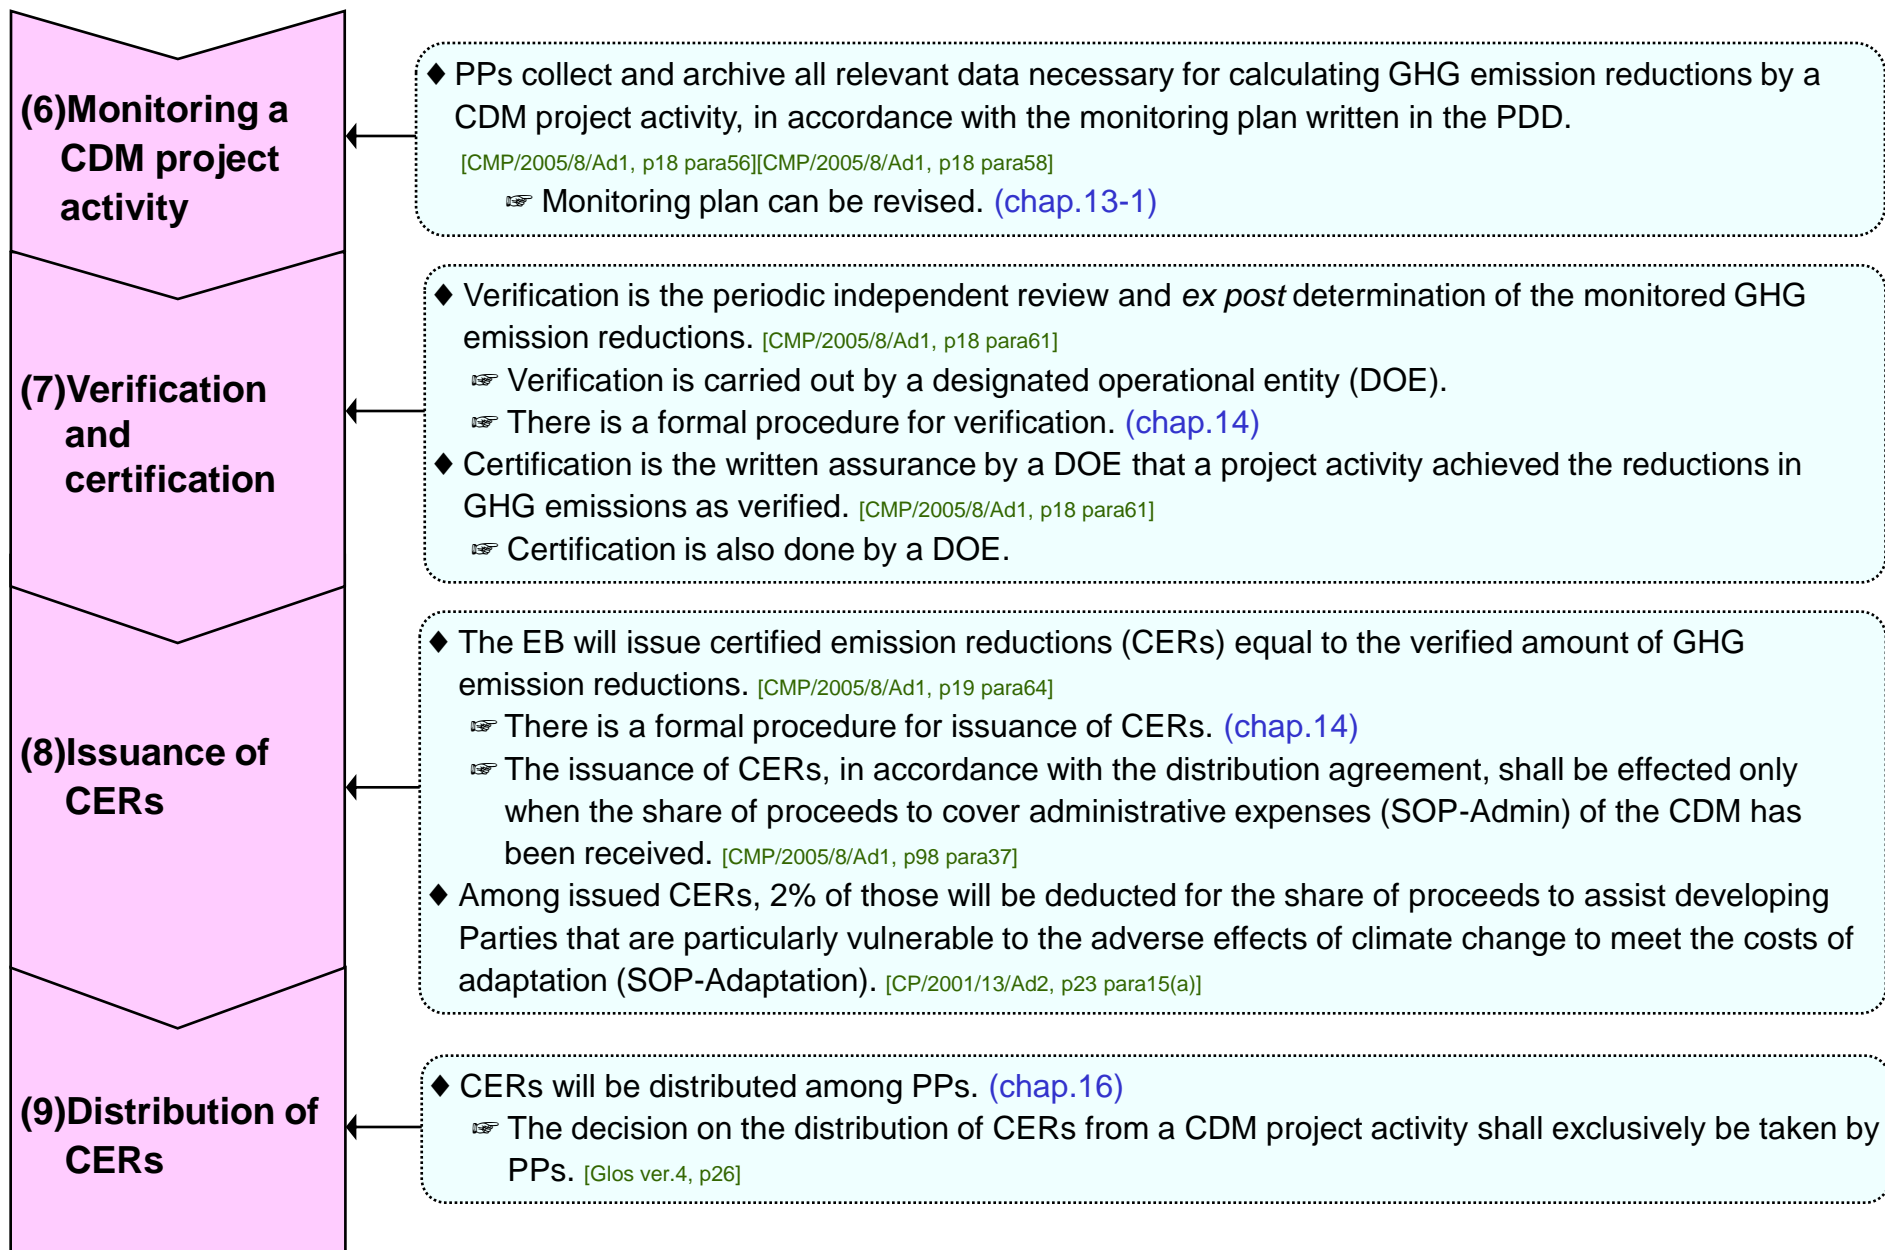 (6)Monitoring a
CDM project
activity
♦ PPs collect and archive all relevant data necessary for calculating GHG emission reductions by a
CDM project activity, in accordance with the monitoring plan written in the PDD.
[CMP/2005/8/Ad1, p18 para56][CMP/2005/8/Ad1, p18 para58]
☞ Monitoring plan can be revised. (chap.13-1)
(7)Verification
and
certification
♦ Verification is the periodic independent review and ex post determination of the monitored GHG
emission reductions. [CMP/2005/8/Ad1, p18 para61]
☞ Verification is carried out by a designated operational entity (DOE).
☞ There is a formal procedure for verification. (chap.14)
♦ Certification is the written assurance by a DOE that a project activity achieved the reductions in
GHG emissions as verified. [CMP/2005/8/Ad1, p18 para61]
☞ Certification is also done by a DOE.
(8)Issuance of
CERs
♦ The EB will issue certified emission reductions (CERs) equal to the verified amount of GHG
emission reductions. [CMP/2005/8/Ad1, p19 para64]
☞ There is a formal procedure for issuance of CERs. (chap.14)
☞ The issuance of CERs, in accordance with the distribution agreement, shall be effected only
when the share of proceeds to cover administrative expenses (SOP-Admin) of the CDM has
been received. [CMP/2005/8/Ad1, p98 para37]
♦ Among issued CERs, 2% of those will be deducted for the share of proceeds to assist developing
Parties that are particularly vulnerable to the adverse effects of climate change to meet the costs of
adaptation (SOP-Adaptation). [CP/2001/13/Ad2, p23 para15(a)]
(9)Distribution of
CERs
♦ CERs will be distributed among PPs. (chap.16)
☞ The decision on the distribution of CERs from a CDM project activity shall exclusively be taken by
PPs. [Glos ver.4, p26]